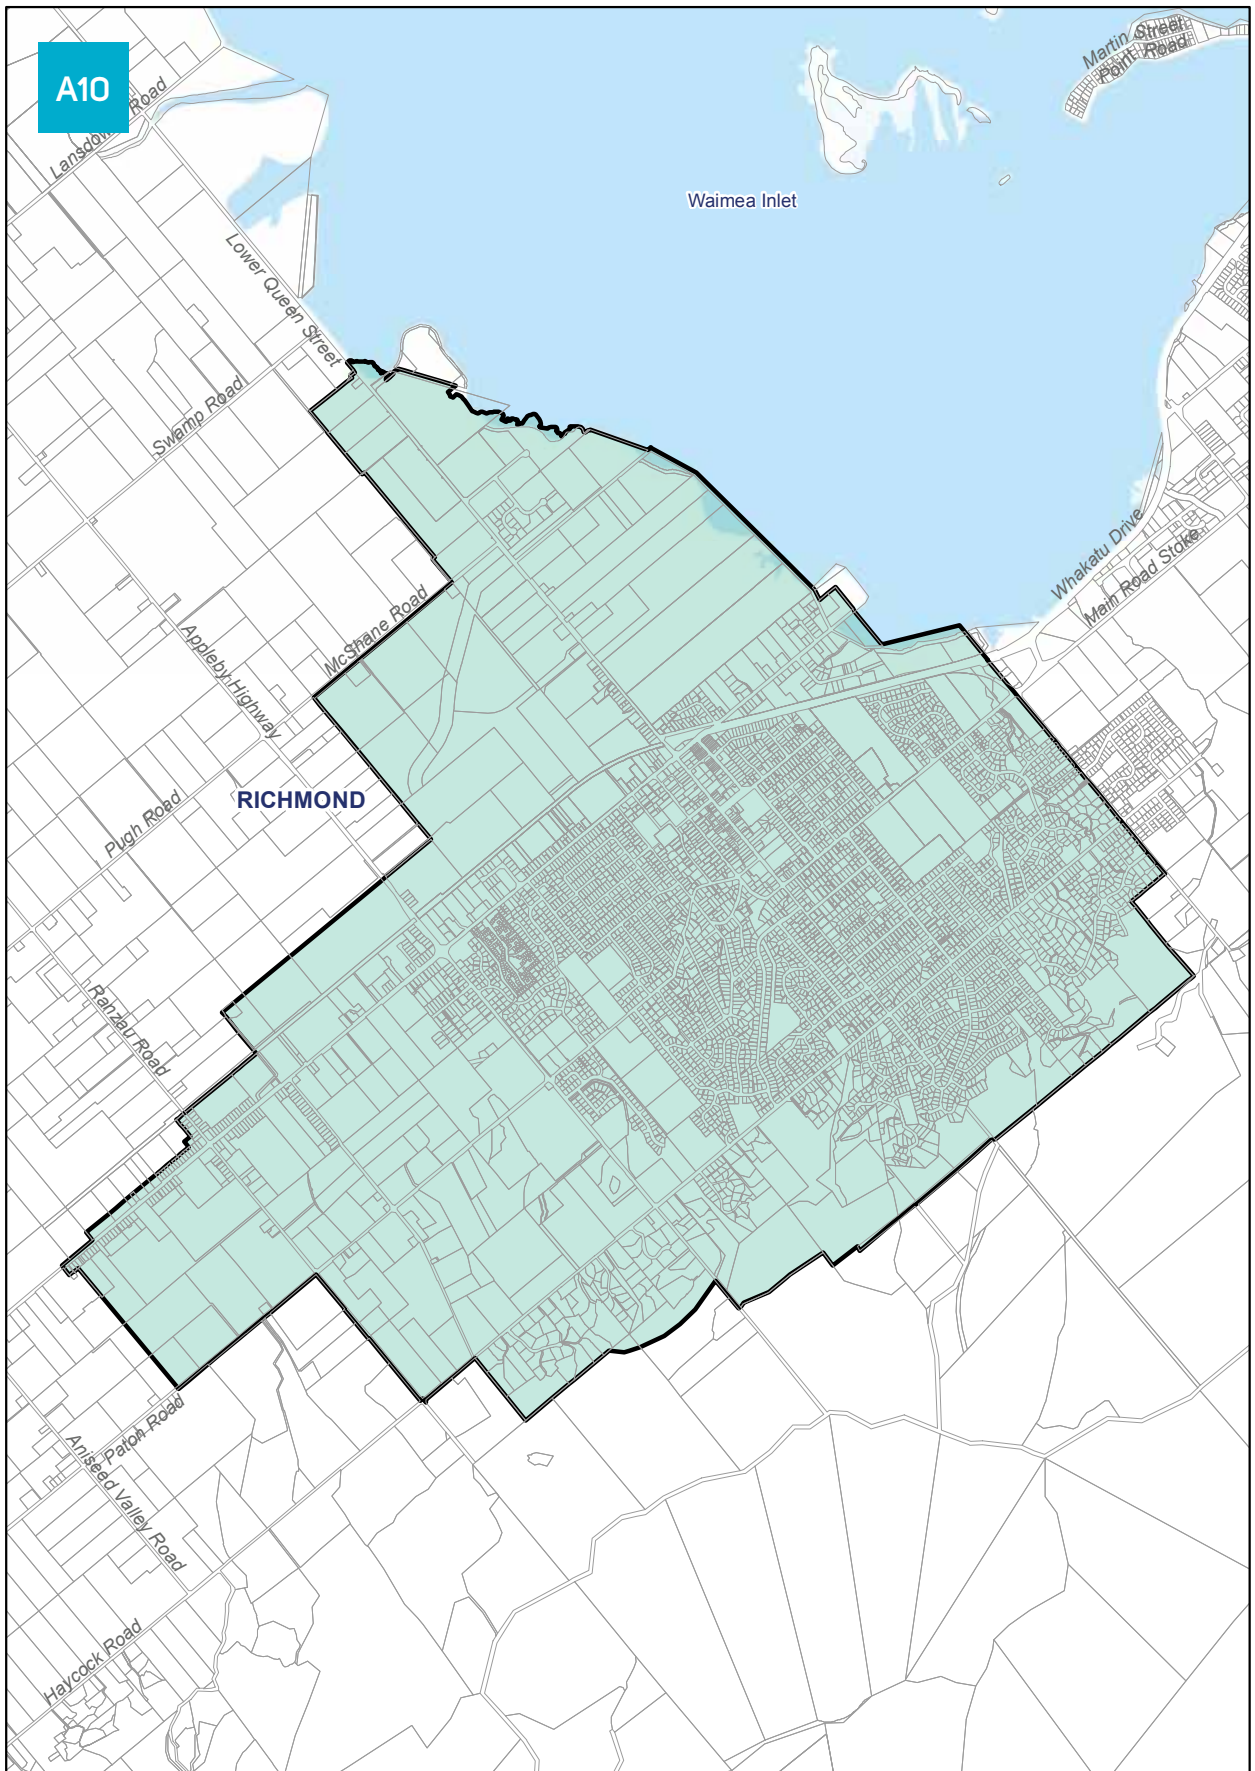 A10
Martin Street
Point Road
Lansdowne Road
Waimea Inlet
Lower Queen Street
Swamp Road
Whakatu Drive
Main Road Stoke
McShane Road
Appleby Highway
RICHMOND
Pugh Road
Ranzau Road
Paton Road
Aniseed Valley Road
Haycock Road